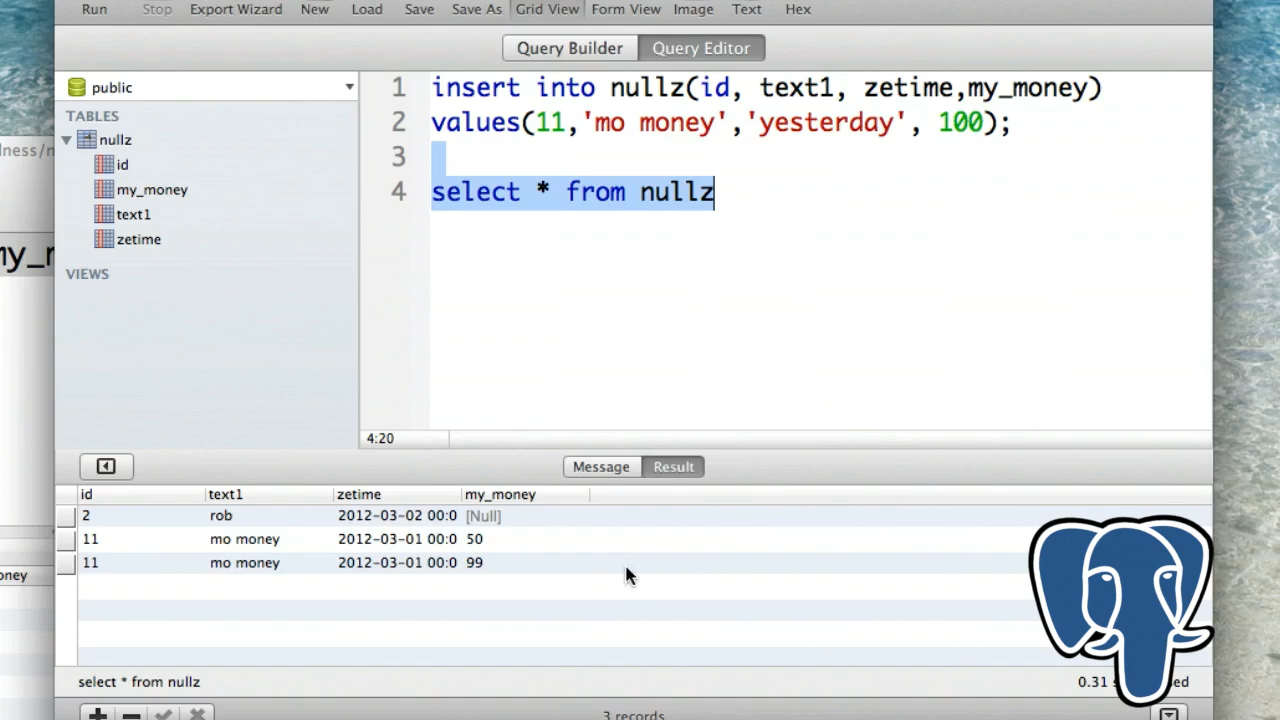 Run Stop Export Wizard New Load Save Save As Grid View Form View Image Text Hex
Query Builder Query Editor
public
TABLES
nullz
id
my_money
text1
zetime
VIEWS
1 insert into nullz(id, text1, zetime,my_money)
2 values(11,'mo money','yesterday', 100);
3
4 select * from nullz
4:20
Message Result
id text1 zetime my_money
2 rob 2012-03-02 00:0 [Null]
11 mo money 2012-03-01 00:0 50
11 mo money 2012-03-01 00:0 99
select * from nullz
0.31
3 records